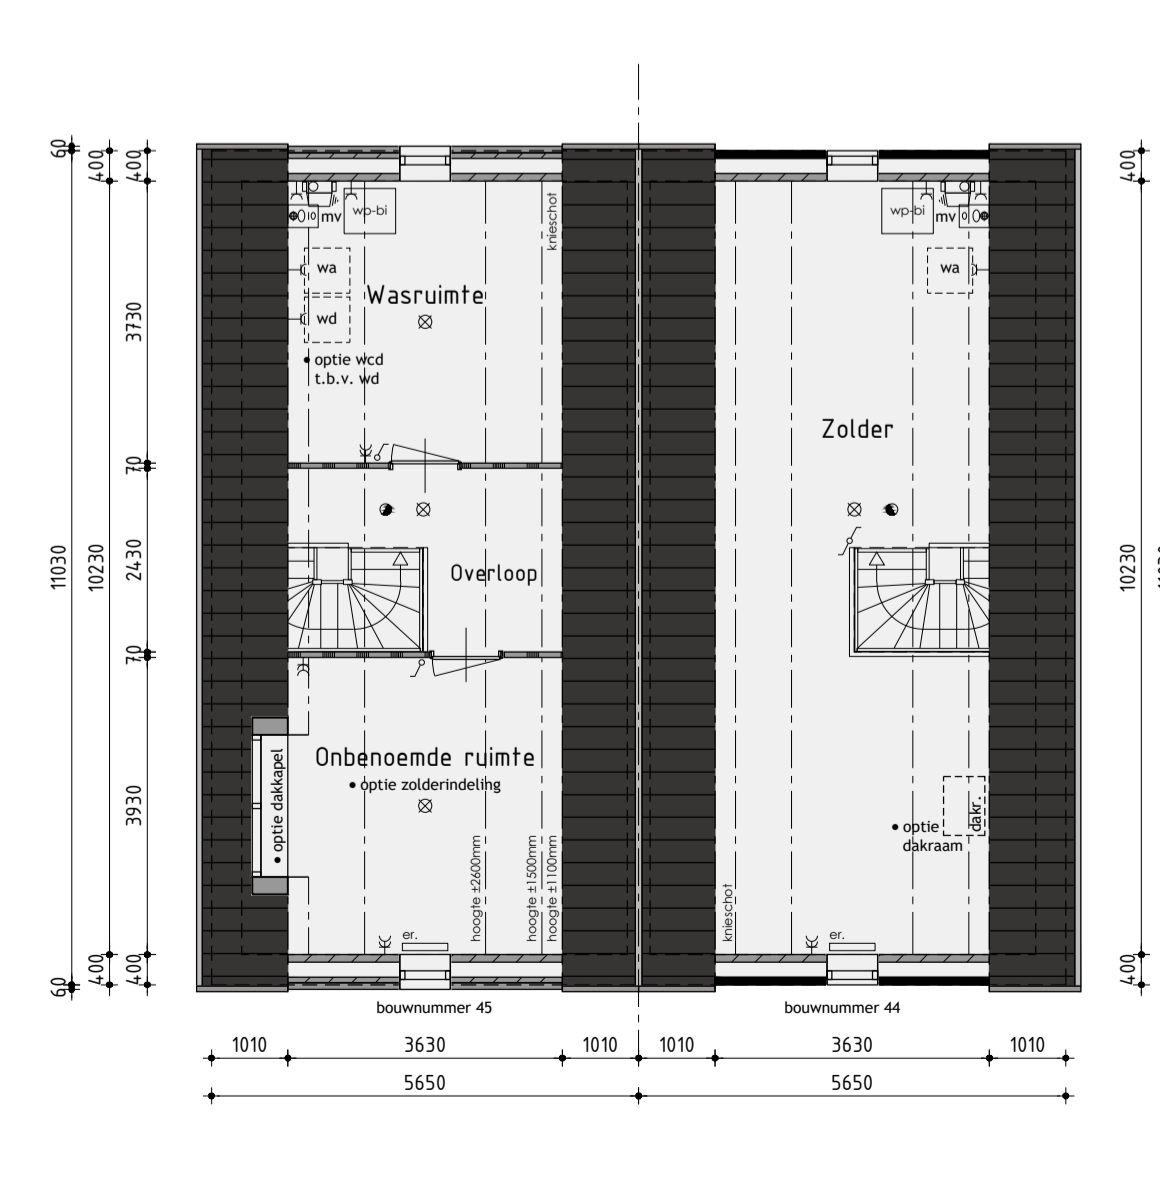 60
400
400
400
wp-bi
mv
knieschot
wp-bi
mv
wa
wa
Wasruimte
wd
3730
optie wcd
t.b.v. wd
Zolder
70
11030
10230
2430
Overloop
10230
70
Onbenoemde ruimte
optie zolderindeling
optie dakkapel
3930
hoogte ±2600mm
hoogte ±1500mm
hoogte ±1100mm
dakr.
optie
dakraam
knieschot
er.
er.
60
400
400
400
bouwnummer 45
bouwnummer 44
1010
3630
1010
1010
3630
1010
5650
5650